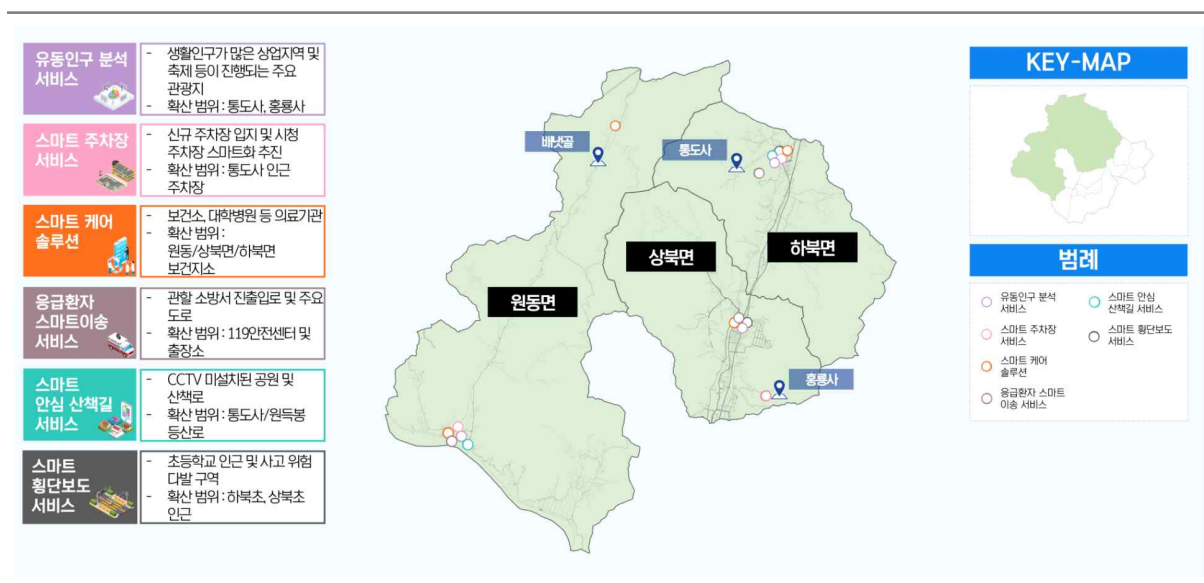 유동인구 분석
서비스
- 생활인구가 많은 상업지역 및
축제 등이 진행되는 주요
관광지
- 확산 범위 : 통도사, 홍룡사
스마트 주차장
서비스
- 신규 주차장 입지 및 시청
주차장 스마트화 추진
- 확산 범위 : 통도사 인근
주차장
스마트 케어
솔루션
- 보건소, 대학병원 등 의료기관
- 확산 범위 :
원동/상북면/하북면
보건지소
응급환자
스마트이송
서비스
- 관할 소방서 진출입로 및 주요
도로
- 확산 범위 : 119안전센터 및
출장소
스마트
안심 산책길
서비스
- CCTV 미설치된 공원 및
산책로
- 확산 범위 : 통도사/원득봉
등산로
스마트
횡단보도
서비스
- 초등학교 인근 및 사고 위험
다발 구역
- 확산 범위 : 하북초, 상북초
인근
배냇골
통도사
하북면
상북면
원동면
홍룡사
KEY-MAP
범례
유동인구 분석
서비스
스마트 주차장
서비스
스마트 케어
솔루션
응급환자 스마트
이송 서비스
스마트 안심
산책길 서비스
스마트 횡단보도
서비스